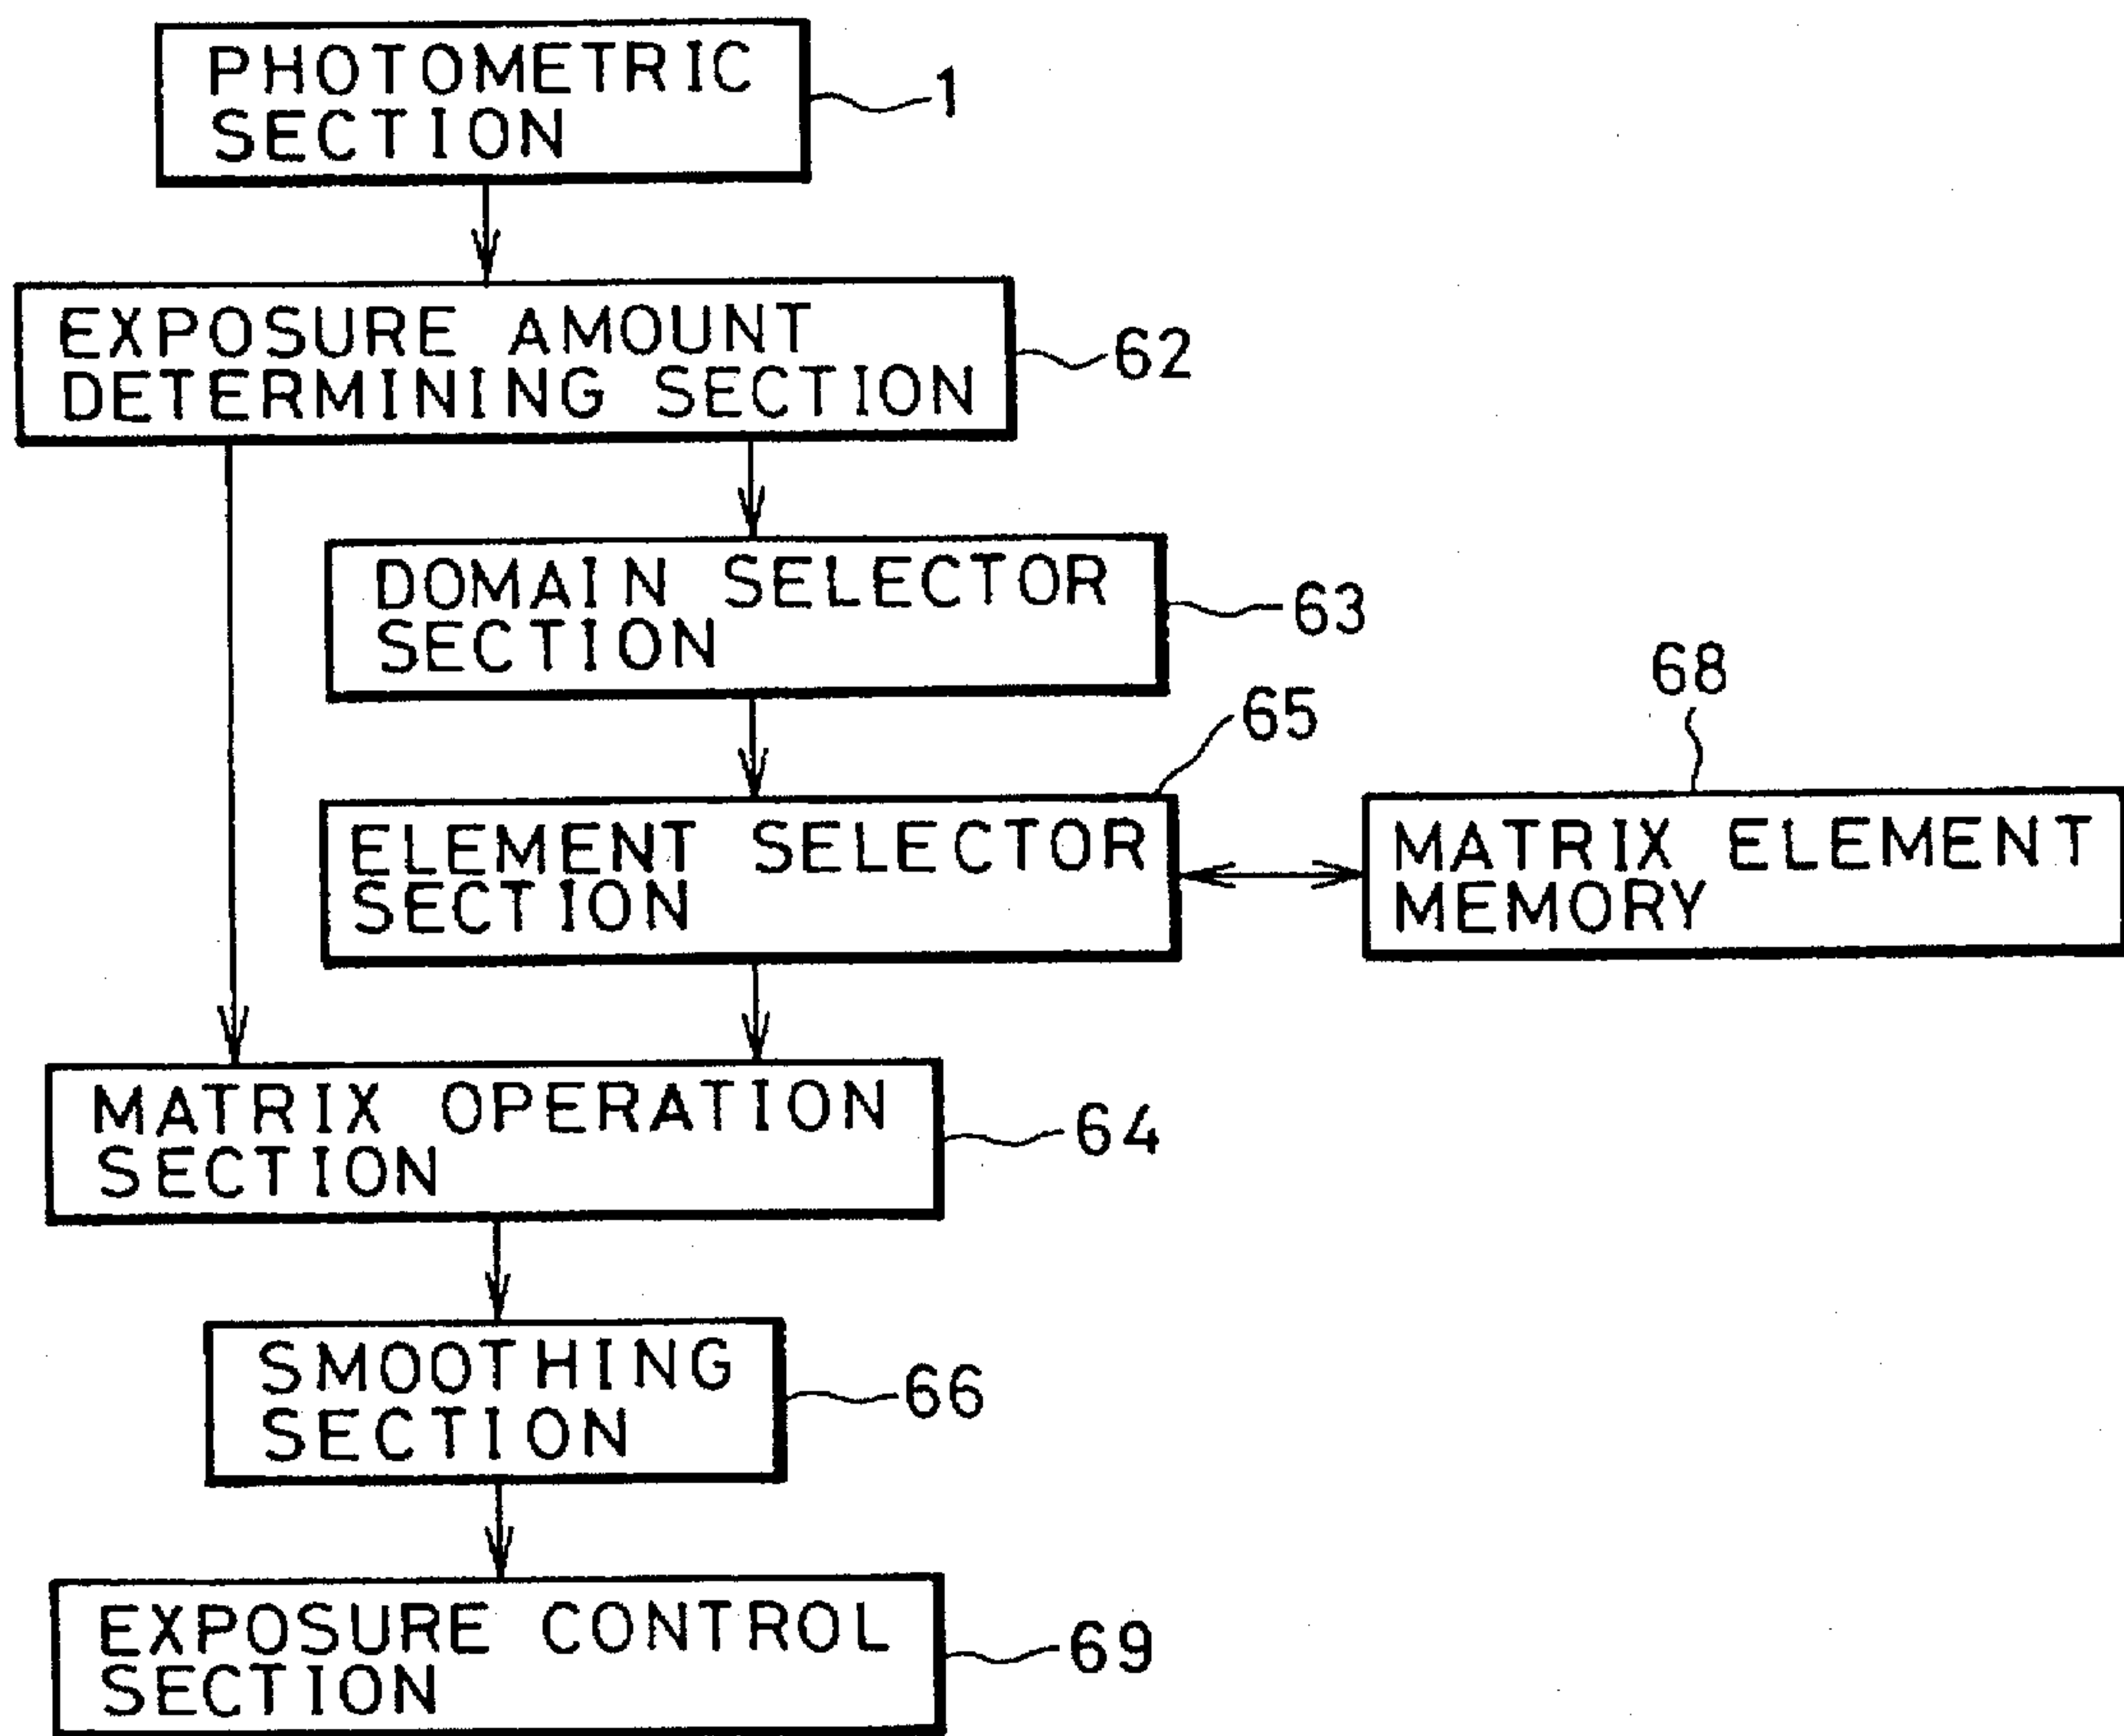 PHOTOMETRIC
SECTION
1
EXPOSURE AMOUNT
DETERMINING SECTION
62
DOMAIN SELECTOR
SECTION
63
68
65
ELEMENT SELECTOR
SECTION
MATRIX ELEMENT
MEMORY
MATRIX OPERATION
SECTION
64
SMOOTHING
SECTION
66
EXPOSURE CONTROL
SECTION
69